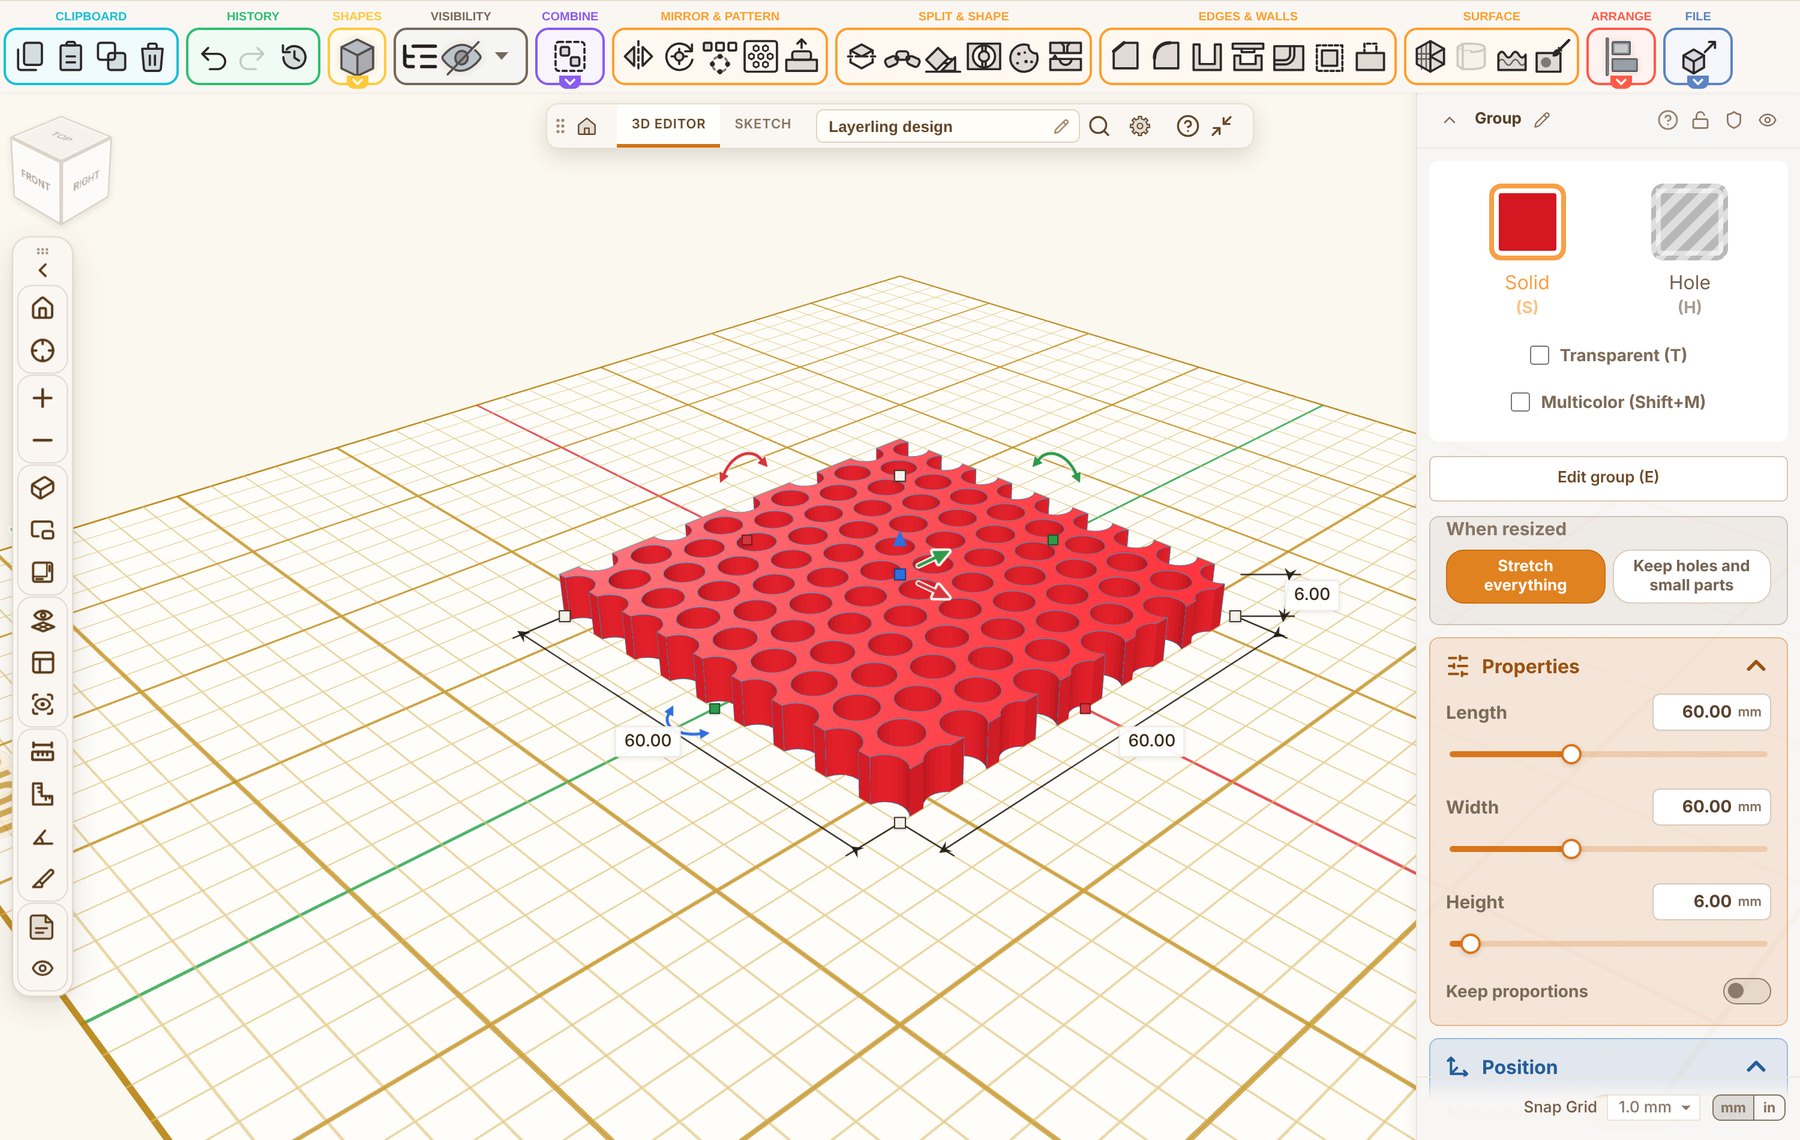 CLIPBOARD
HISTORY
SHAPES
VISIBILITY
COMBINE
MIRROR & PATTERN
SPLIT & SHAPE
EDGES & WALLS
SURFACE
ARRANGE
FILE
3D EDITOR
SKETCH
Layerling design
TOP
FRONT
RIGHT
6.00
60.00
60.00
Group
Solid
(S)
Hole
(H)
Transparent (T)
Multicolor (Shift+M)
Edit group (E)
When resized
Stretch
everything
Keep holes and
small parts
Properties
Length
60.00 mm
Width
60.00 mm
Height
6.00 mm
Keep proportions
Position
Snap Grid
1.0 mm
mm
in